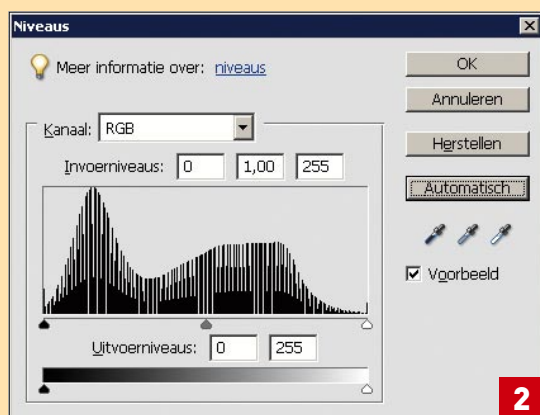 Niveaus
Meer informatie over: niveaus
OK
Annuleren
Kanaal: RGB
Herstellen
Invoerniveaus: 0 1,00 255
Automatisch
Voorbeeld
Uitvoerniveaus: 0 255
2